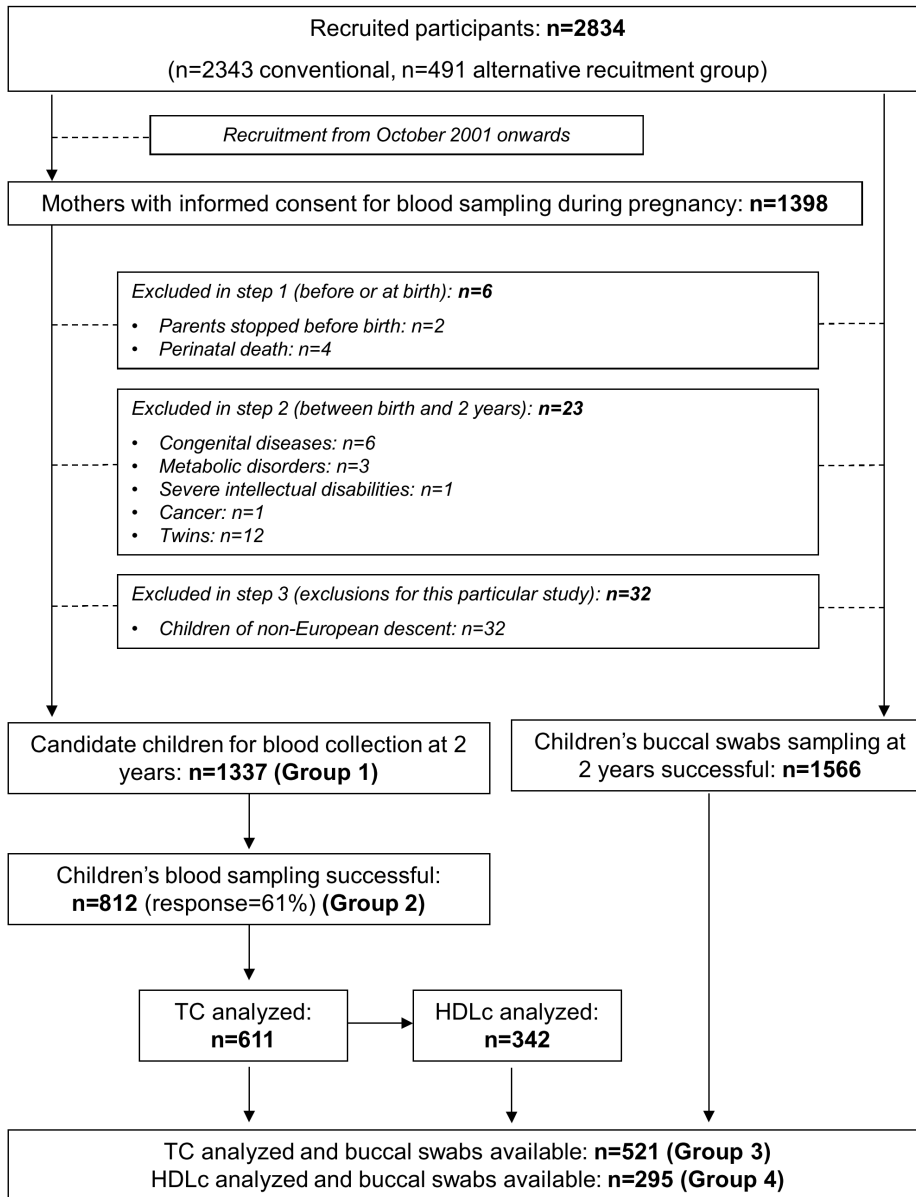 Recruited participants: n=2834
(n=2343 conventional, n=491 alternative recuitment group)
Recruitment from October 2001 onwards
Mothers with informed consent for blood sampling during pregnancy: n=1398
Excluded in step 1 (before or at birth): n=6
• Parents stopped before birth: n=2
• Perinatal death: n=4
Excluded in step 2 (between birth and 2 years): n=23
• Congenital diseases: n=6
• Metabolic disorders: n=3
• Severe intellectual disabilities: n=1
• Cancer: n=1
• Twins: n=12
Excluded in step 3 (exclusions for this particular study): n=32
• Children of non-European descent: n=32
Candidate children for blood collection at 2
years: n=1337 (Group 1)
Children’s buccal swabs sampling at
2 years successful: n=1566
Children’s blood sampling successful:
n=812 (response=61%) (Group 2)
TC analyzed:
n=611
HDLc analyzed:
n=342
TC analyzed and buccal swabs available: n=521 (Group 3)
HDLc analyzed and buccal swabs available: n=295 (Group 4)